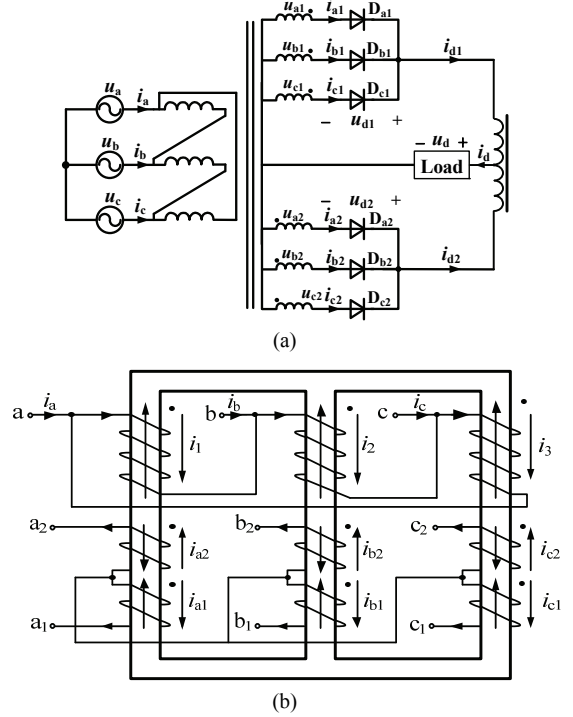 u_a1 i_a1 D_a1
u_b1 i_b1 D_b1 i_d1
u_c1 i_c1 D_c1
− u_d1 +
u_a i_a
u_b i_b
u_c i_c
− u_d +
Load i_d
− u_d2 +
u_a2 i_a2 D_a2
u_b2 i_b2 D_b2 i_d2
u_c2 i_c2 D_c2
(a)
a i_a b i_b c i_c
i_1 i_2 i_3
a_2 b_2 c_2
i_a2 i_b2 i_c2
i_a1 i_b1 i_c1
a_1 b_1 c_1
(b)